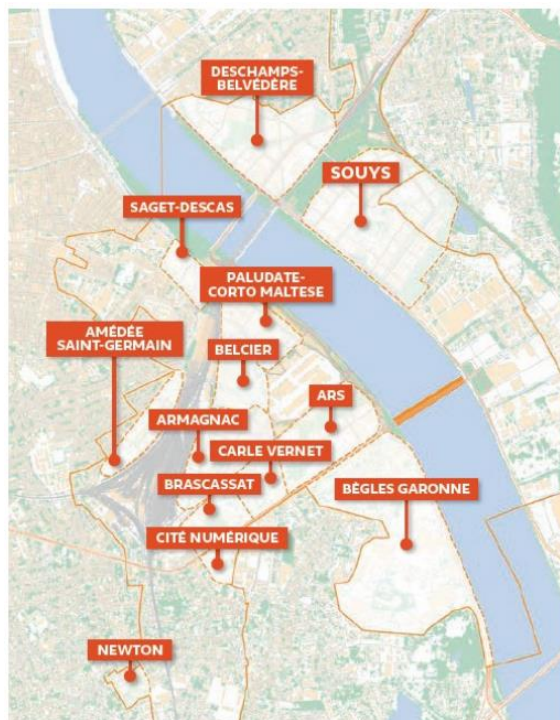 DESCHAMPS-
BELVÉDÈRE
SOUYS
SAGET-DESCAS
PALUDATE-
CORTO MALTESE
AMÉDÉE
SAINT-GERMAIN
BELCIER
ARS
ARMAGNAC
CARLE VERNET
BRASCASSAT
BÈGLES GARONNE
CITÉ NUMÉRIQUE
NEWTON